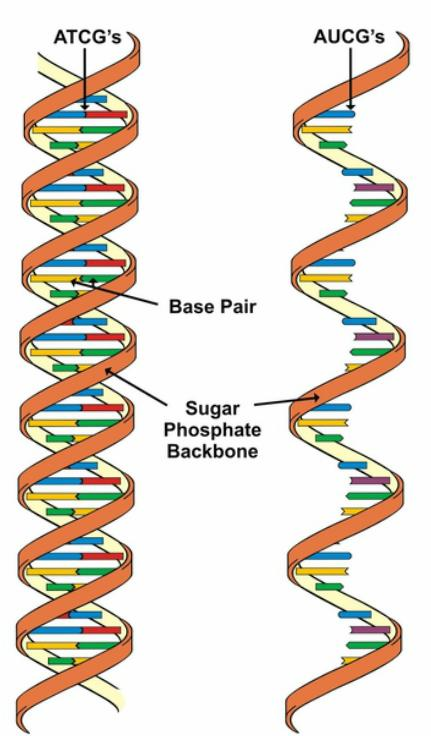 ATCG's
AUCG's
Base Pair
Sugar
Phosphate
Backbone